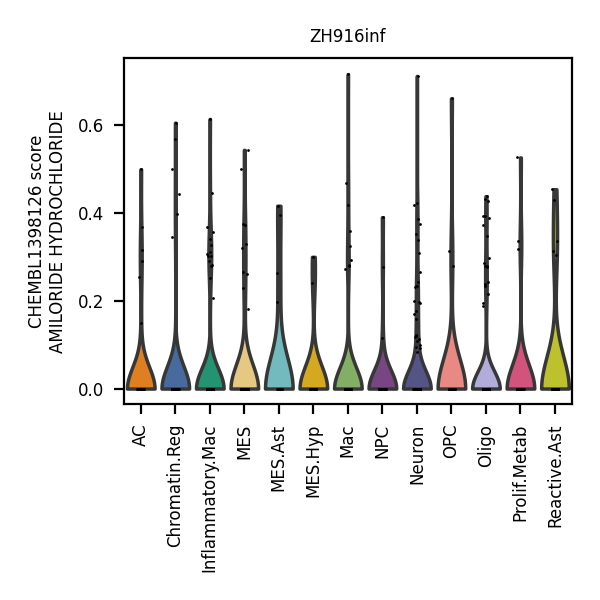 ZH916inf
CHEMBL1398126 score
AMILORIDE HYDROCHLORIDE
0.6
0.4
0.2
0.0
AC
Chromatin.Reg
Inflammatory.Mac
MES
MES.Ast
MES.Hyp
Mac
NPC
Neuron
OPC
Oligo
Prolif.Metab
Reactive.Ast